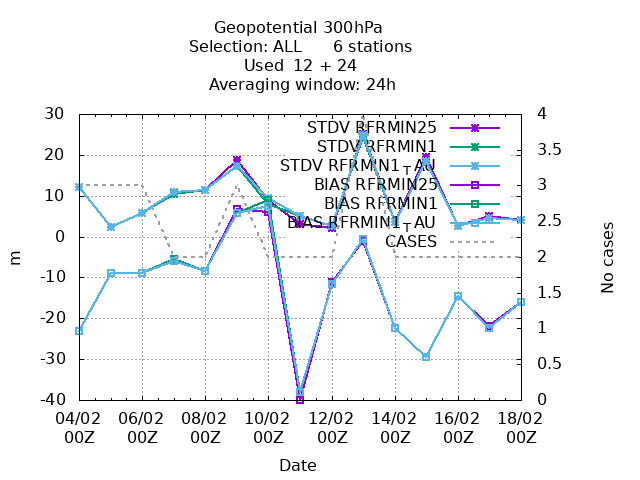 Geopotential 300hPa
Selection: ALL 6 stations
Used 12 + 24
Averaging window: 24h
30
20
10
0
-10
-20
-30
-40
m
4
3.5
3
2.5
2
1.5
1
0.5
0
No cases
STDV RFRMIN25
STDV RFRMIN1
STDV RFRMIN1_AU
BIAS RFRMIN25
BIAS RFRMIN1
BIAS RFRMIN1_AU
CASES
04/02 06/02 08/02 10/02 12/02 14/02 16/02 18/02
00Z 00Z 00Z 00Z 00Z 00Z 00Z 00Z
Date